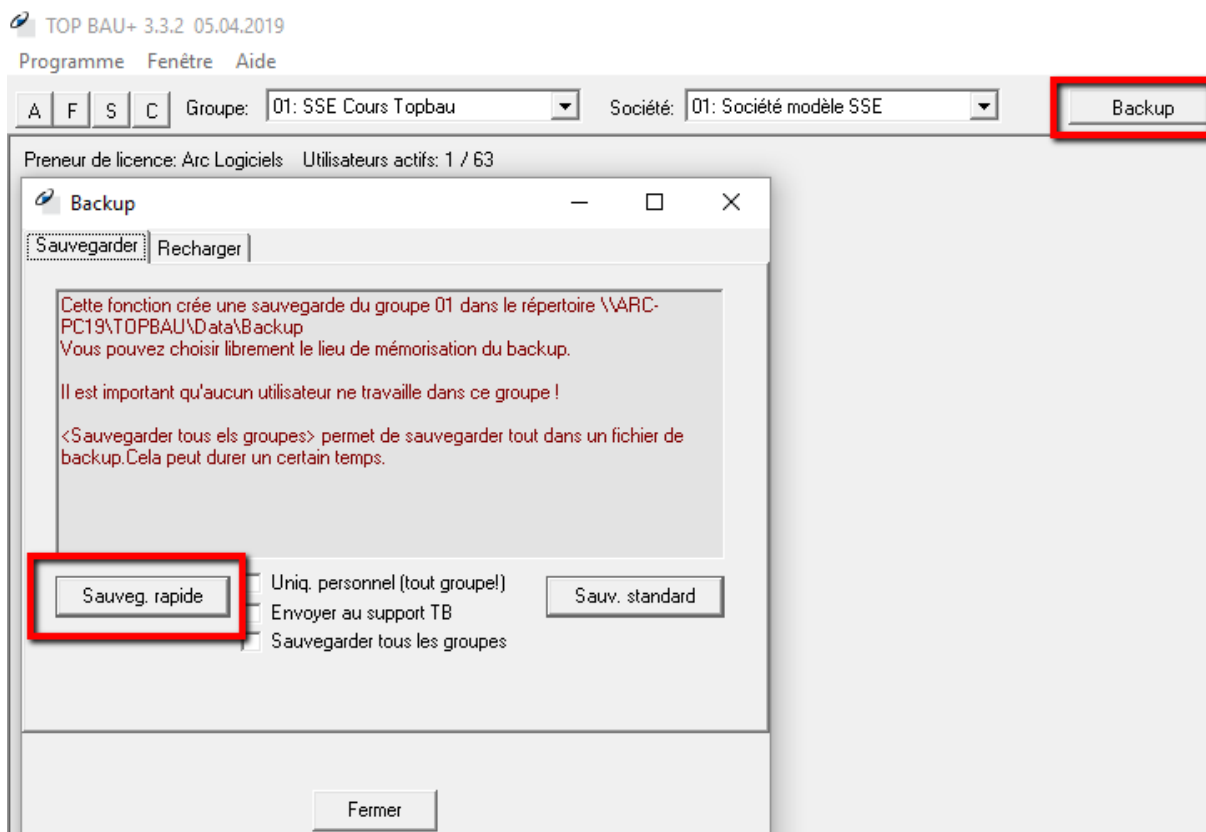 TOP BAU+ 3.3.2 05.04.2019
Programme Fenêtre Aide
A F S C Groupe: 01: SSE Cours Topbau Société: 01: Société modèle SSE Backup
Preneur de licence: Arc Logiciels Utilisateurs actifs: 1 / 63
Backup
Sauvegarder Recharger
Cette fonction crée une sauvegarde du groupe 01 dans le répertoire \\ARC-
PC19\TOPBAU\Data\Backup
Vous pouvez choisir librement le lieu de mémorisation du backup.
Il est important qu'aucun utilisateur ne travaille dans ce groupe !
<Sauvegarder tous els groupes> permet de sauvegarder tout dans un fichier de
backup.Cela peut durer un certain temps.
Sauveg. rapide Uniq. personnel (tout groupe!) Sauv. standard
Envoyer au support TB
Sauvegarder tous les groupes
Fermer